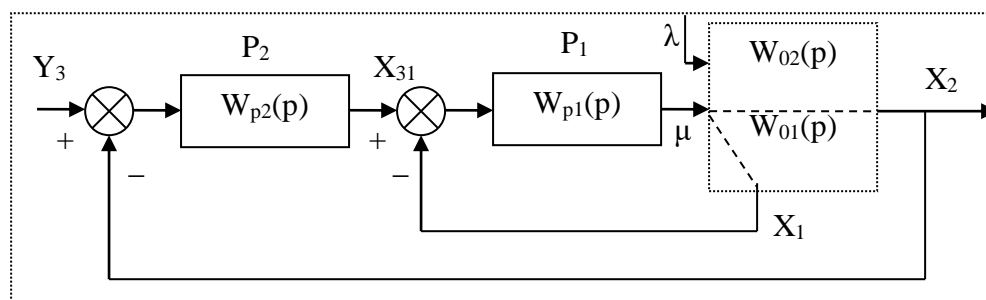 P₂
P₁
λ
W₀₂(p)
Y₃
X₃₁
X₂
Wₚ₂(p)
Wₚ₁(p)
W₀₁(p)
+
+
μ
−
−
X₁